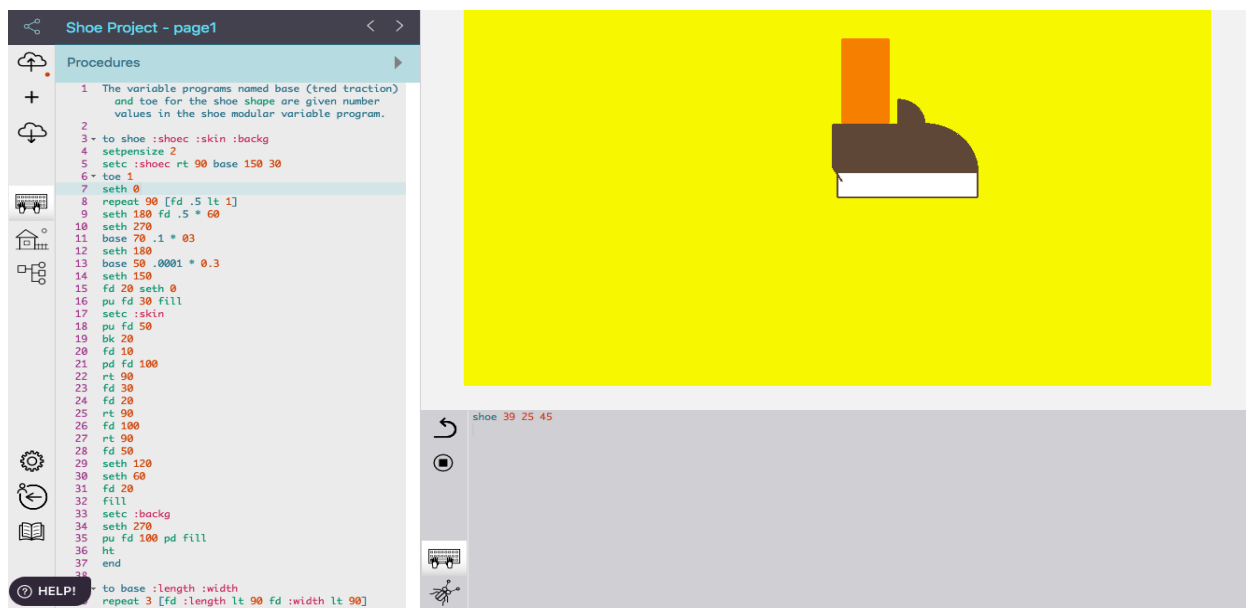 Shoe Project - page1
Procedures
1 The variable programs named base (tred traction)
and toe for the shoe shape are given number
values in the shoe modular variable program.
2
3 to shoe :shoec :skin :backg
4 setpensize 2
5 setc :shoec rt 90 base 150 30
6 toe 1
7 seth 0
8 repeat 90 [fd .5 lt 1]
9 seth 180 fd .5 * 60
10 seth 270
11 base 70 .1 * 03
12 seth 180
13 base 50 .0001 * 0.3
14 seth 150
15 fd 20 seth 0
16 pu fd 30 fill
17 setc :skin
18 pu fd 50
19 bk 20
20 fd 10
21 pd fd 100
22 rt 90
23 fd 30
24 fd 20
25 rt 90
26 fd 100
27 rt 90
28 fd 50
29 seth 120
30 seth 60
31 fd 20
32 fill
33 setc :backg
34 seth 270
35 pu fd 100 pd fill
36 ht
37 end
38
to base :length :width
repeat 3 [fd :length lt 90 fd :width lt 90]
HELP!
shoe 39 25 45